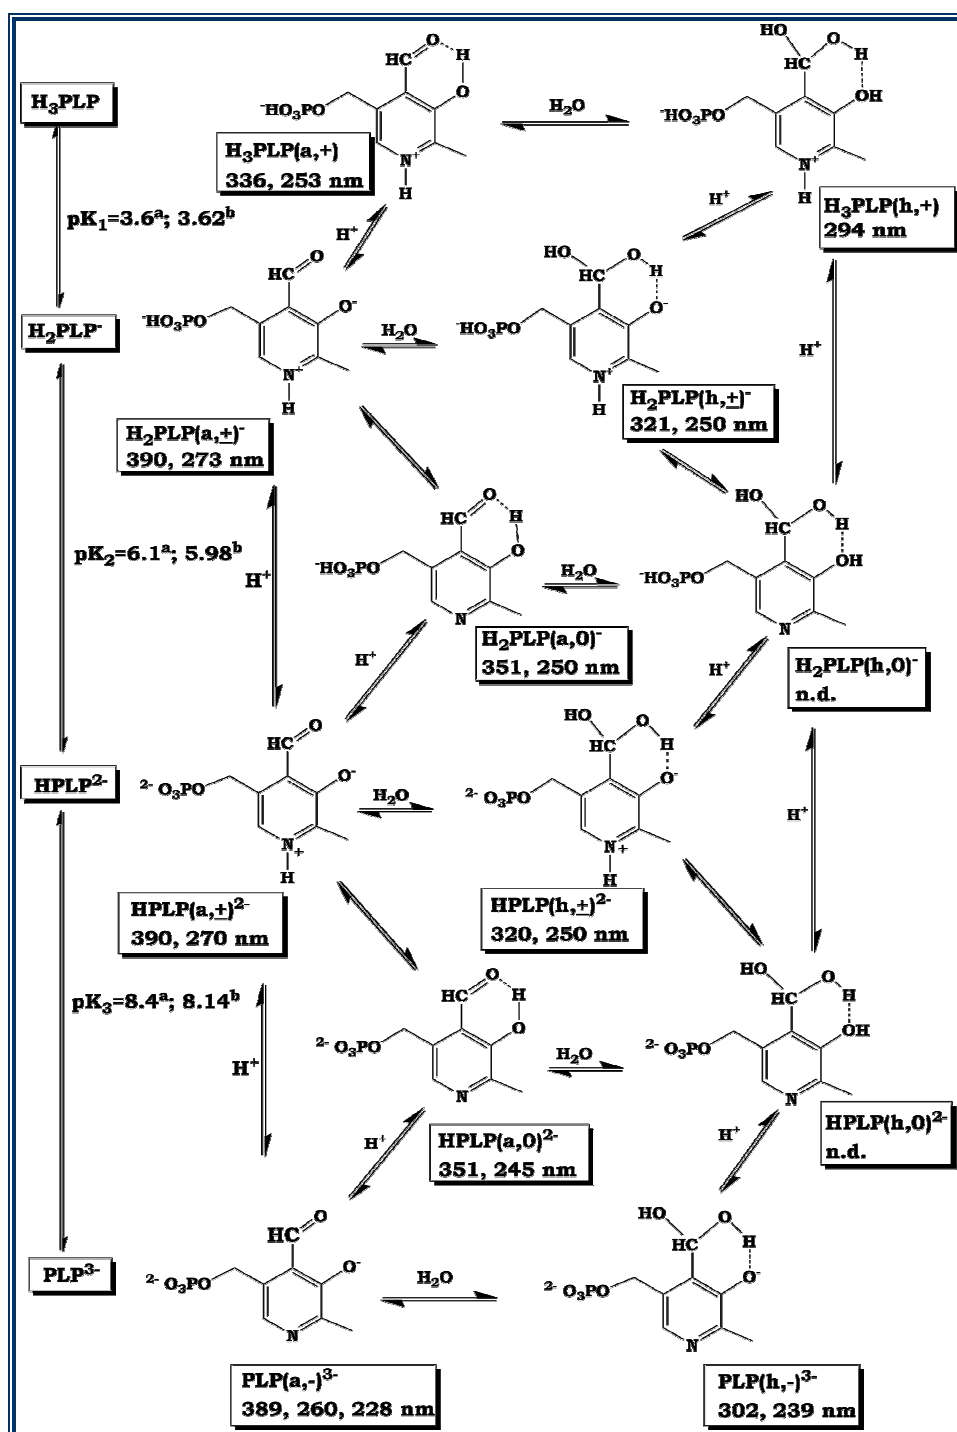 H₃PLP
HC
O
H
O
⁻HO₃PO
N⁺
H
H₃PLP(a,+)
336, 253 nm
H₂O
HO
O
H
HC
OH
⁻HO₃PO
N⁺
H
H₃PLP(h,+)
294 nm
pK₁=3.6ᵃ; 3.62ᵇ
H⁺
H⁺
H⁺
H₂PLP⁻
HC
O
O⁻
⁻HO₃PO
N⁺
H
H₂PLP(a,±)⁻
390, 273 nm
H₂O
HO
O
H
HC
O⁻
⁻HO₃PO
N⁺
H
H₂PLP(h,±)⁻
321, 250 nm
pK₂=6.1ᵃ; 5.98ᵇ
H⁺
HC
O
H
O
⁻HO₃PO
N
H₂PLP(a,0)⁻
351, 250 nm
H₂O
HO
O
H
HC
OH
⁻HO₃PO
N
H₂PLP(h,0)⁻
n.d.
H⁺
H⁺
H⁺
HPLP²⁻
HC
O
O⁻
²⁻ O₃PO
N⁺
H
HPLP(a,±)²⁻
390, 270 nm
H₂O
HO
O
H
HC
O⁻
²⁻ O₃PO
N⁺
H
HPLP(h,±)²⁻
320, 250 nm
pK₃=8.4ᵃ; 8.14ᵇ
H⁺
HC
O
H
O
²⁻ O₃PO
N
HPLP(a,0)²⁻
351, 245 nm
H₂O
HO
O
H
HC
OH
²⁻ O₃PO
N
HPLP(h,0)²⁻
n.d.
H⁺
H⁺
PLP³⁻
HC
O
O⁻
²⁻ O₃PO
N
PLP(a,-)³⁻
389, 260, 228 nm
H₂O
HO
O
H
HC
O⁻
²⁻ O₃PO
N
PLP(h,-)³⁻
302, 239 nm